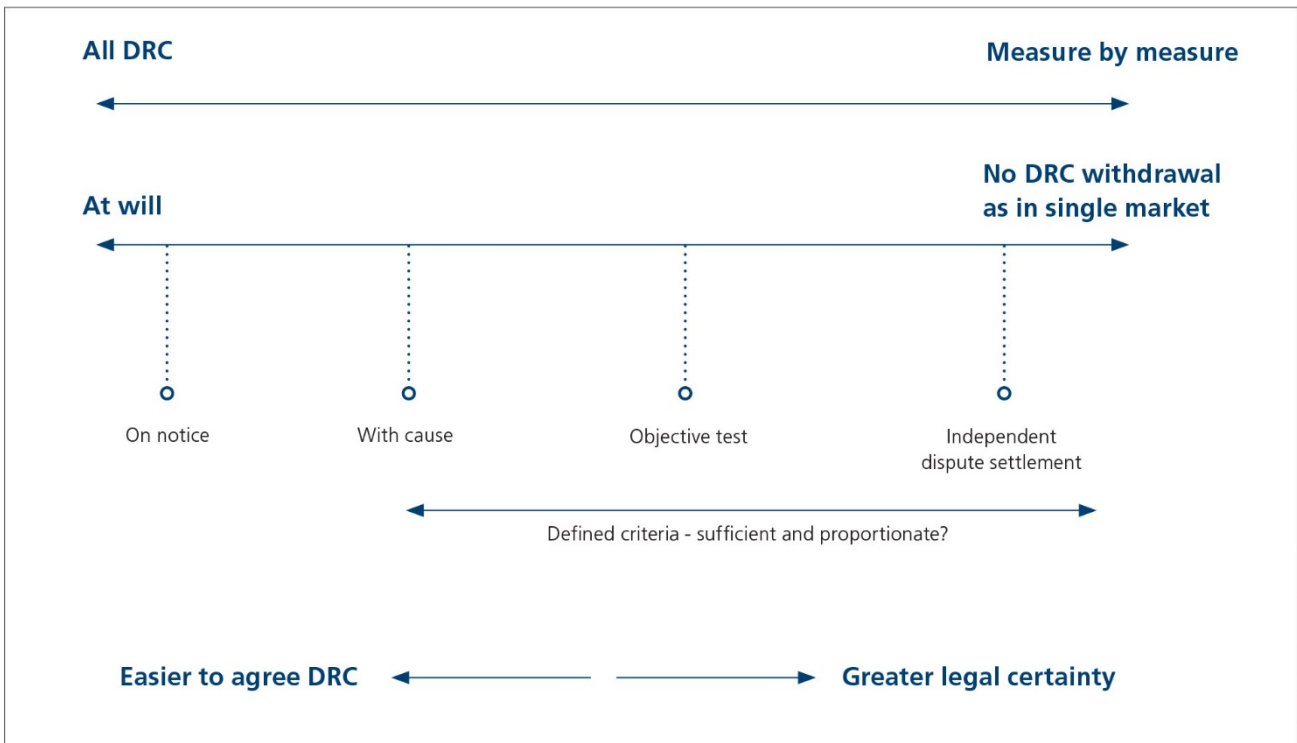 All DRC
Measure by measure
At will
No DRC withdrawal
as in single market
On notice
With cause
Objective test
Independent
dispute settlement
Defined criteria - sufficient and proportionate?
Easier to agree DRC
Greater legal certainty